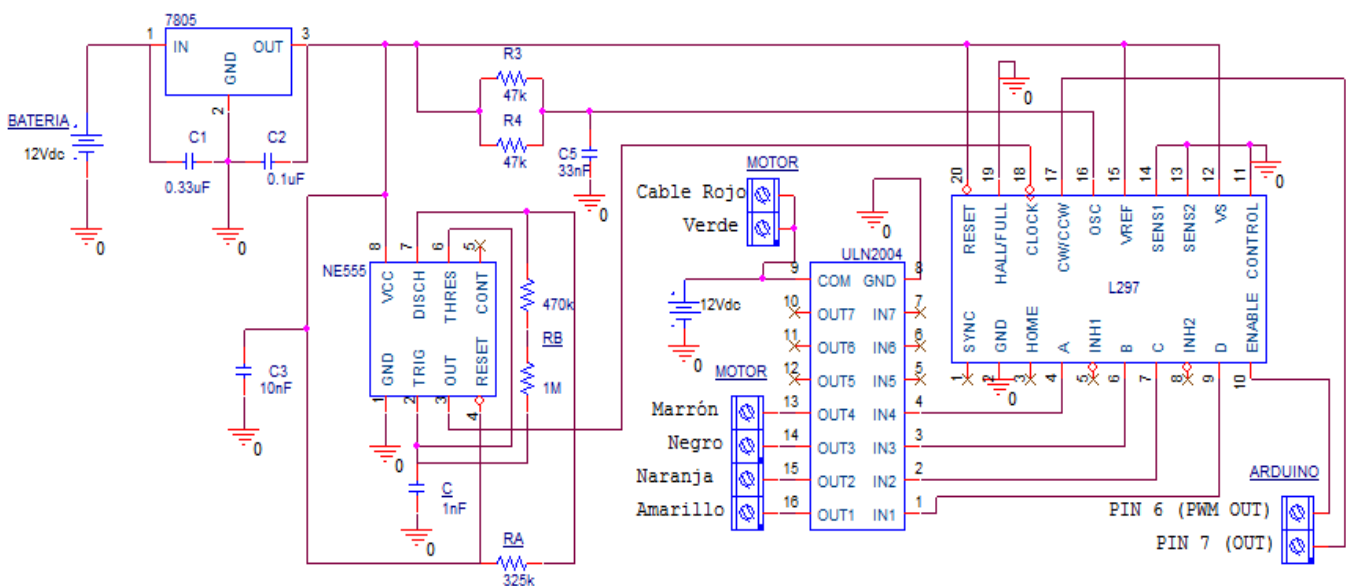 7805
1
IN
OUT
3
GND
2
BATERIA
12Vdc
C1
0.33uF
C2
0.1uF
0
0
R3
47k
R4
47k
C5
33nF
0
NE555
8
7
6
5
VCC
DISCH
THRES
CONT
GND
TRIG
OUT
RESET
1
2
3
4
0
C3
10nF
0
470k
RB
1M
C
1nF
0
RA
325k
MOTOR
Cable Rojo
Verde
12Vdc
0
0
ULN2004
9
COM
GND
8
10
OUT7
IN7
7
11
OUT6
IN6
6
12
OUT5
IN5
5
13
OUT4
IN4
4
14
OUT3
IN3
3
15
OUT2
IN2
2
16
OUT1
IN1
1
MOTOR
Marrón
Negro
Naranja
Amarillo
0
0
20
19
18
17
16
15
14
13
12
11
RESET
HALL/FULL
CLOCK
CW/CCW
OSC
VREF
SENS1
SENS2
VS
CONTROL
L297
SYNC
GND
HOME
A
INH1
B
C
INH2
D
ENABLE
1
2
3
4
5
6
7
8
9
10
0
ARDUINO
PIN 6 (PWM OUT)
PIN 7 (OUT)